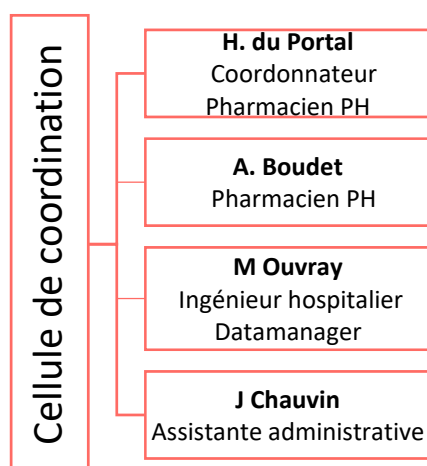 Cellule de coordination
H. du Portal
Coordonnateur
Pharmacien PH
A. Boudet
Pharmacien PH
M Ouvray
Ingénieur hospitalier
Datamanager
J Chauvin
Assistante administrative